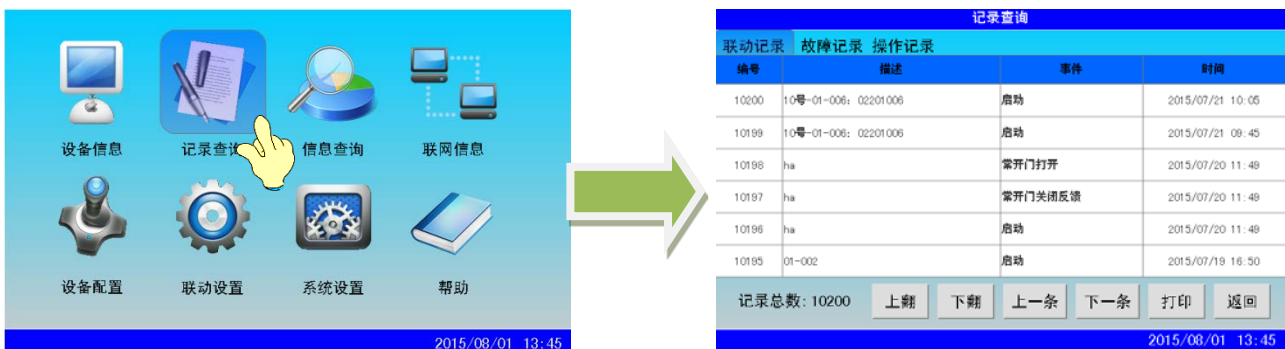 设备信息 记录查询 信息查询 联网信息
设备配置 联动设置 系统设置 帮助
2015/08/01 13:45
记录查询
联动记录 故障记录 操作记录
编号 描述 事件 时间
10200 10号-01-006: 02201006 启动 2015/07/21 10:05
10199 10号-01-006: 02201006 启动 2015/07/21 09:45
10198 ha 常开门打开 2015/07/20 11:49
10197 ha 常开门关闭反馈 2015/07/20 11:49
10196 ha 启动 2015/07/20 11:49
10195 01-002 启动 2015/07/19 16:50
记录总数: 10200 上翻 下翻 上一条 下一条 打印 返回
2015/08/01 13:45